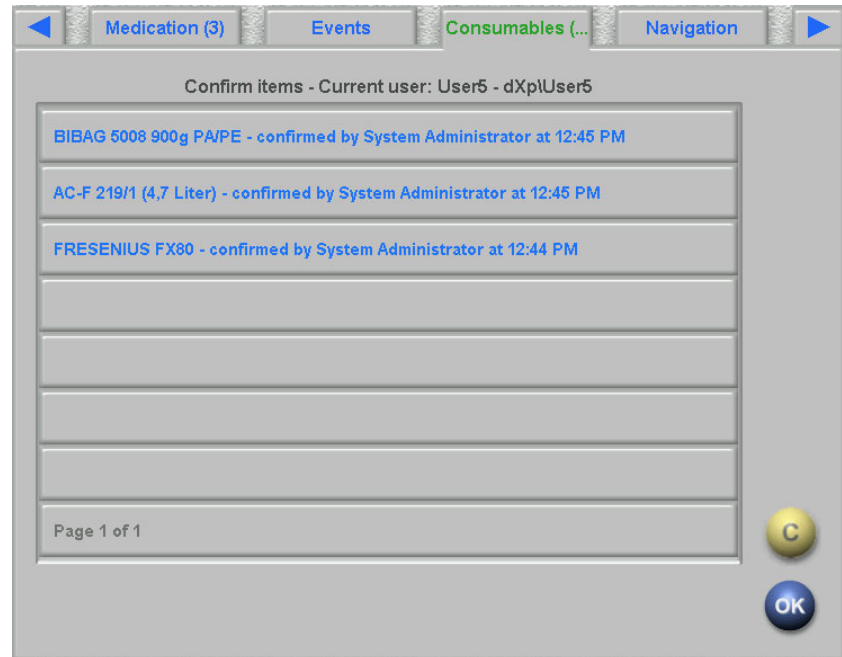 Medication (3) Events Consumables (... Navigation
Confirm items - Current user: User5 - dXp\User5
BIBAG 5008 900g PA/PE - confirmed by System Administrator at 12:45 PM
AC-F 219/1 (4,7 Liter) - confirmed by System Administrator at 12:45 PM
FRESENIUS FX80 - confirmed by System Administrator at 12:44 PM
Page 1 of 1
C
OK